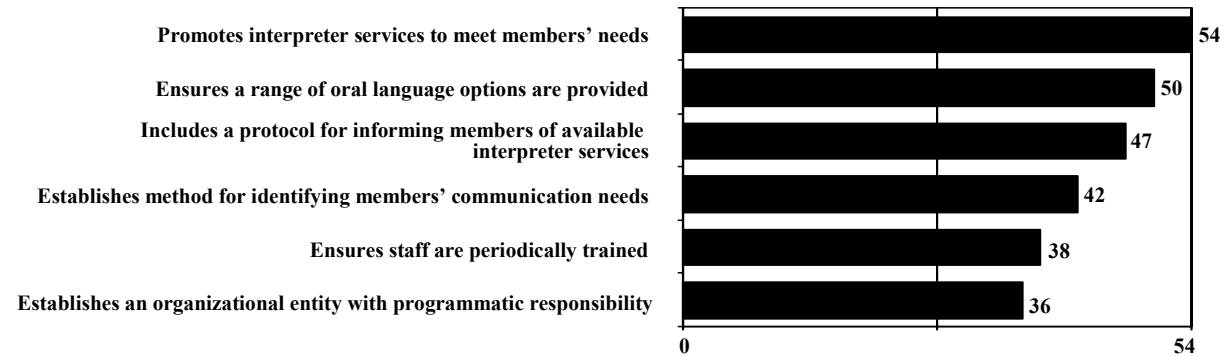 Promotes interpreter services to meet members’ needs
54
Ensures a range of oral language options are provided
50
Includes a protocol for informing members of available
interpreter services
47
Establishes method for identifying members’ communication needs
42
Ensures staff are periodically trained
38
Establishes an organizational entity with programmatic responsibility
36
0
54